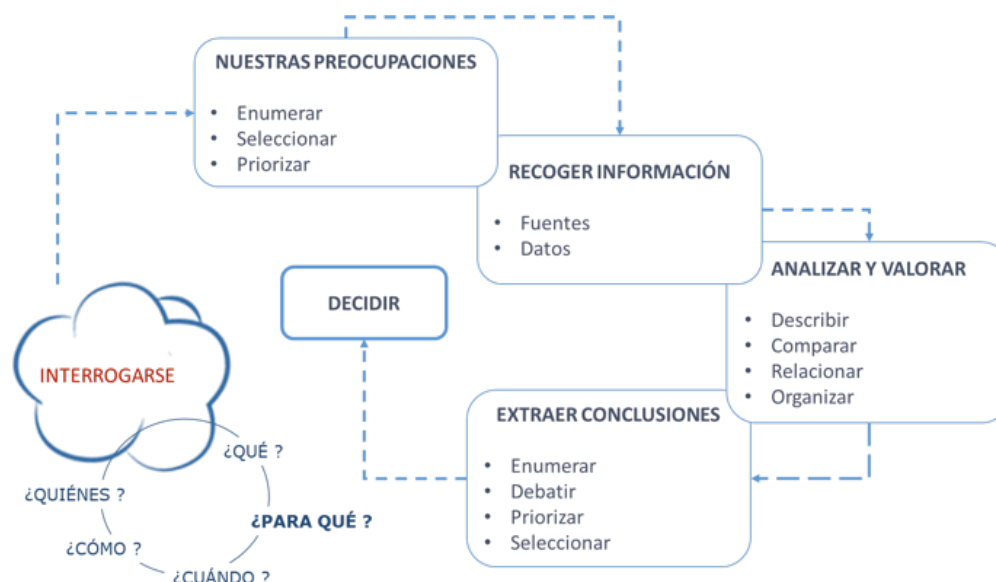 NUESTRAS PREOCUPACIONES
• Enumerar
• Seleccionar
• Priorizar
RECOGER INFORMACIÓN
• Fuentes
• Datos
ANALIZAR Y VALORAR
• Describir
• Comparar
• Relacionar
• Organizar
EXTRAER CONCLUSIONES
• Enumerar
• Debatir
• Priorizar
• Seleccionar
DECIDIR
INTERROGARSE
¿QUÉ ?
¿QUIÉNES ?
¿PARA QUÉ ?
¿CÓMO ?
¿CUÁNDO ?